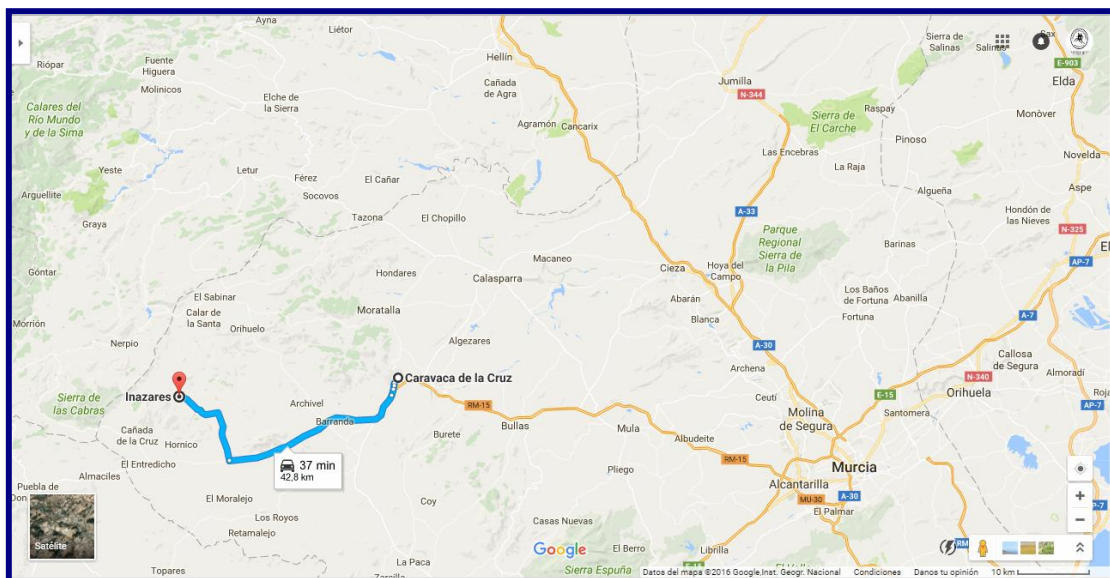 Ayna
Liétor
Riópar
Fuente
Higuera
Molinicos
Hellín
Cañada
de Agra
Elche de
la Sierra
Jumilla
N-344
Sierra de
Salinas
Salinas
Sax
E-903
Elda
Calares del
Río Mundo
y de la Sima
Agramón
Cancarix
Sierra de
El Carche
Raspay
Pinoso
Monòver
Las Encebras
La Raja
Novelda
Yeste
Letur
Férez
Socovos
El Cañar
Arguellite
Aspe
Algueña
Hondón de
las Nieves
Graya
Tazona
El Chopillo
A-33
N-325
El
Parque
Regional
Sierra de
la Pila
Barinas
Góntar
Hondares
Calasparra
Macaneo
Cieza
Hoya del
Campo
AP-7
El Sabinar
Calar de
la Santa
Moratalla
Abarán
Blanca
Los Baños
de Fortuna
Abanilla
Fortuna
A-7
Morrión
Orihuelo
Nerpio
Algezares
A-30
Callosa
de Segura
Almoradí
Archena
N-340
Orihuela
Caravaca de la Cruz
Inazares
Sierra de
las Cabras
Archivel
Barranda
RM-15
Bullas
Ceutí
E-15
Santomera
Roja
AP-7
Molina
de Segura
Cañada
de la Cruz
Hornico
Burete
Mula
Albudeite
El Entredicho
37 min
42,8 km
RM-15
Murcia
Almaciles
Pliego
Alcantarilla
Puebla de
Don
El Moralejo
Coy
MU-30
A-30
El Palmar
P-7
Los Royos
Retamalejo
Casas Nuevas
Satélite
Google
El Berro
Librilla
RM
Topares
La Paca
Zarzilla
Sierra Espuña
Datos del mapa ©2016 Google,Inst. Geogr. Nacional
Condiciones
Danos tu opinión
10 km